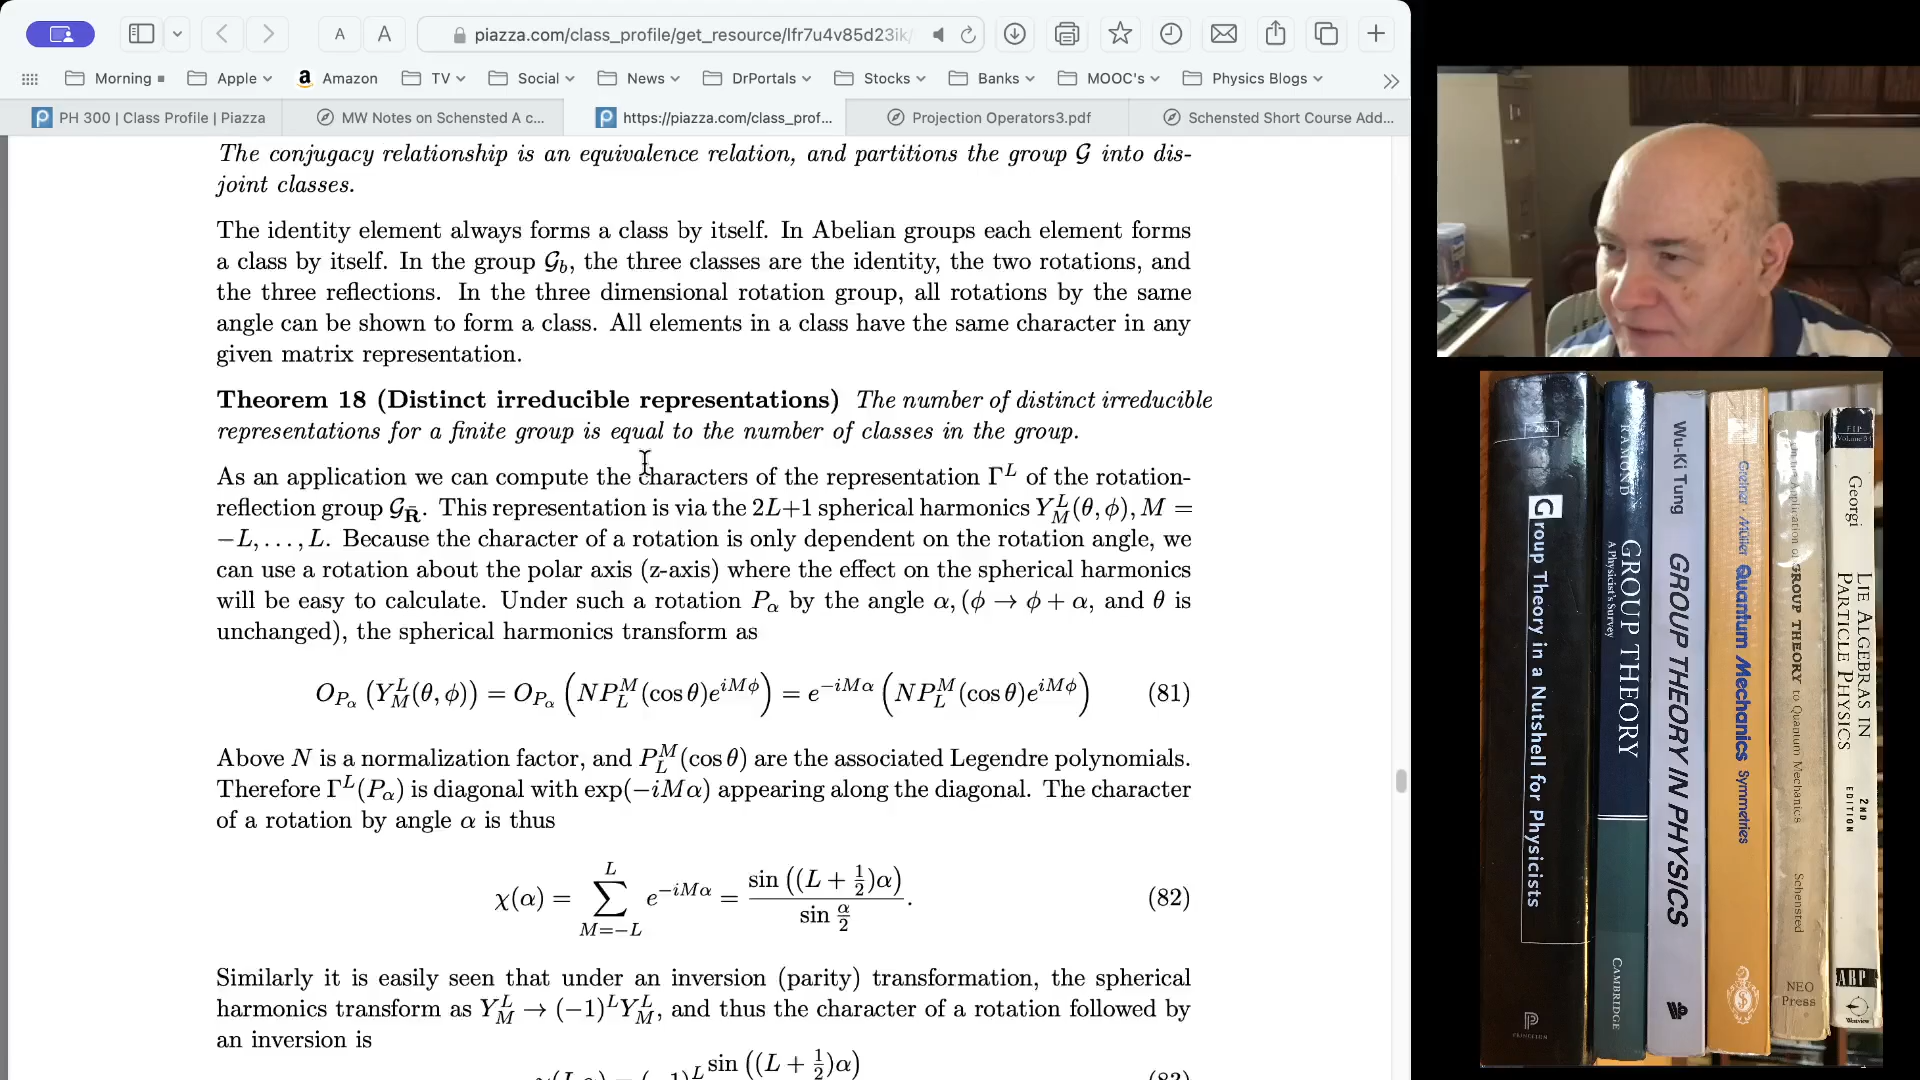 A A piazza.com/class_profile/get_resource/lfr7u4v85d23ik/
Morning Apple Amazon TV Social News DrPortals Stocks Banks MOOC's Physics Blogs
PH 300 | Class Profile | Piazza MW Notes on Schensted A c... https://piazza.com/class_prof... Projection Operators3.pdf Schensted Short Course Add...
The conjugacy relationship is an equivalence relation, and partitions the group 𝒢 into dis-
joint classes.
The identity element always forms a class by itself. In Abelian groups each element forms
a class by itself. In the group 𝒢_b, the three classes are the identity, the two rotations, and
the three reflections. In the three dimensional rotation group, all rotations by the same
angle can be shown to form a class. All elements in a class have the same character in any
given matrix representation.
Theorem 18 (Distinct irreducible representations) The number of distinct irreducible
representations for a finite group is equal to the number of classes in the group.
As an application we can compute the characters of the representation Γ^L of the rotation-
reflection group 𝒢_R̄. This representation is via the 2L+1 spherical harmonics Y_M^L(θ, ϕ), M =
−L, . . . , L. Because the character of a rotation is only dependent on the rotation angle, we
can use a rotation about the polar axis (z-axis) where the effect on the spherical harmonics
will be easy to calculate. Under such a rotation P_α by the angle α, (ϕ → ϕ + α, and θ is
unchanged), the spherical harmonics transform as
O_{P_α} (Y_M^L(θ, ϕ)) = O_{P_α} (NP_L^M(cos θ)e^{iMϕ}) = e^{−iMα} (NP_L^M(cos θ)e^{iMϕ}) (81)
Above N is a normalization factor, and P_L^M(cos θ) are the associated Legendre polynomials.
Therefore Γ^L(P_α) is diagonal with exp(−iMα) appearing along the diagonal. The character
of a rotation by angle α is thus
χ(α) = ∑_{M=−L}^{L} e^{−iMα} = sin ((L + 1/2)α) / sin α/2. (82)
Similarly it is easily seen that under an inversion (parity) transformation, the spherical
harmonics transform as Y_M^L → (−1)^L Y_M^L, and thus the character of a rotation followed by
an inversion is
sin ((L + 1/2)α)
Group Theory in a Nutshell for Physicists
PRINCETON
RAMOND GROUP THEORY
A Physicist's Survey
CAMBRIDGE
Wu-Ki Tung GROUP THEORY IN PHYSICS
Greiner · Müller Quantum Mechanics Symmetries
GROUP THEORY to Quantum Mechanics
Schensted
NEO
Press
Georgi
LIE ALGEBRAS IN
PARTICLE PHYSICS
2ND
EDITION
ABP
Westview